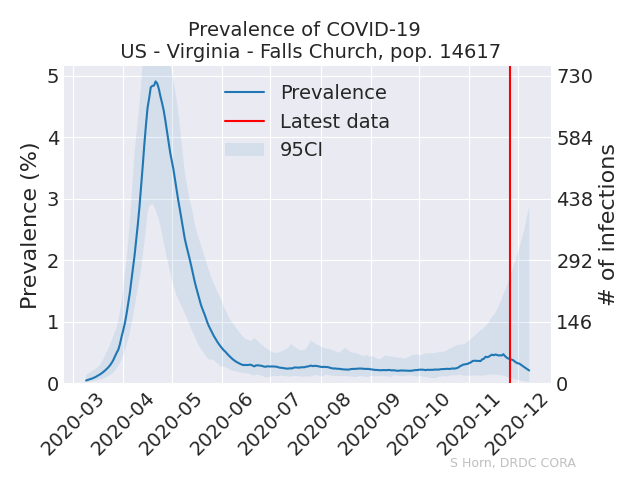 Prevalence of COVID-19
US - Virginia - Falls Church, pop. 14617
Prevalence
Latest data
95CI
Prevalence (%)
5
4
3
2
1
0
730
584
438
292
146
0
# of infections
2020-03
2020-04
2020-05
2020-06
2020-07
2020-08
2020-09
2020-10
2020-11
2020-12
S Horn, DRDC CORA